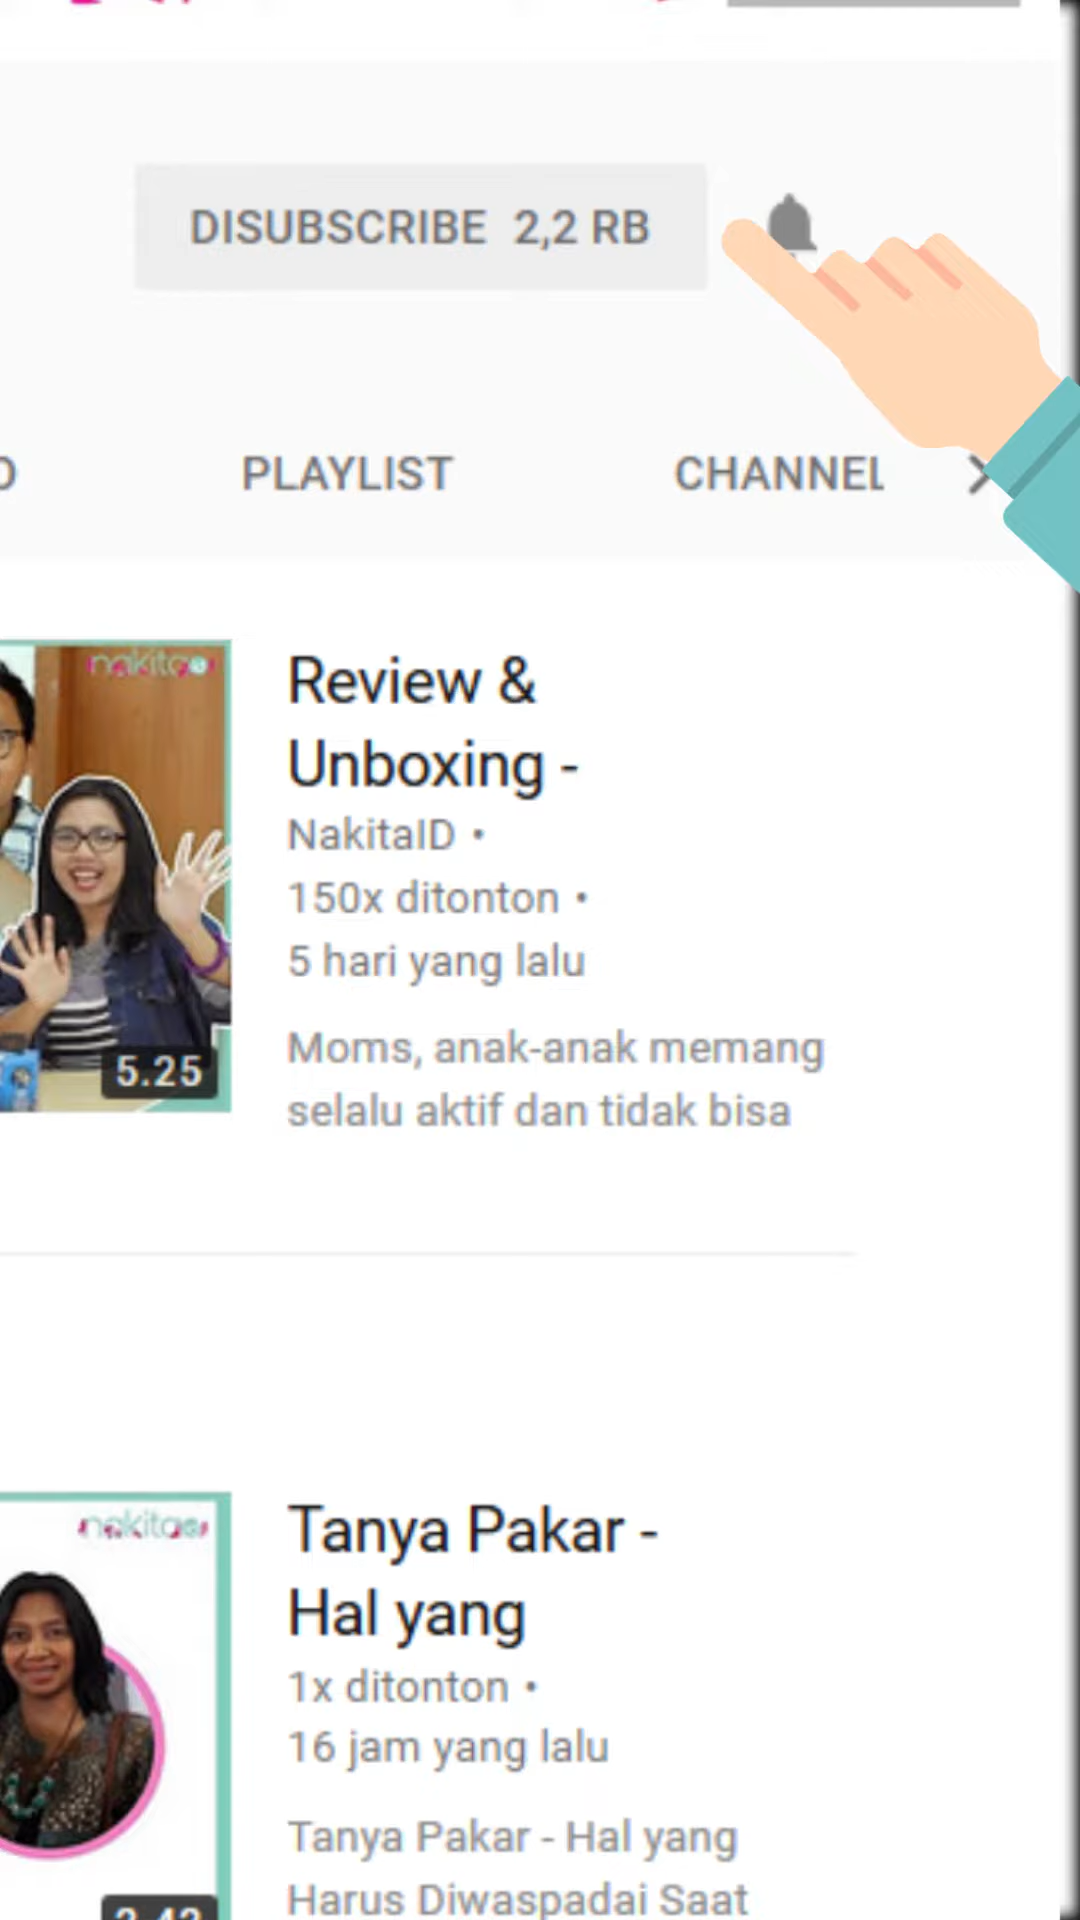 DISUBSCRIBE 2,2 RB
PLAYLIST CHANNEL
nakita
Review &
Unboxing -
NakitaID •
150x ditonton •
5 hari yang lalu
Moms, anak-anak memang
selalu aktif dan tidak bisa
5.25
nakita
Tanya Pakar -
Hal yang
1x ditonton •
16 jam yang lalu
Tanya Pakar - Hal yang
Harus Diwaspadai Saat